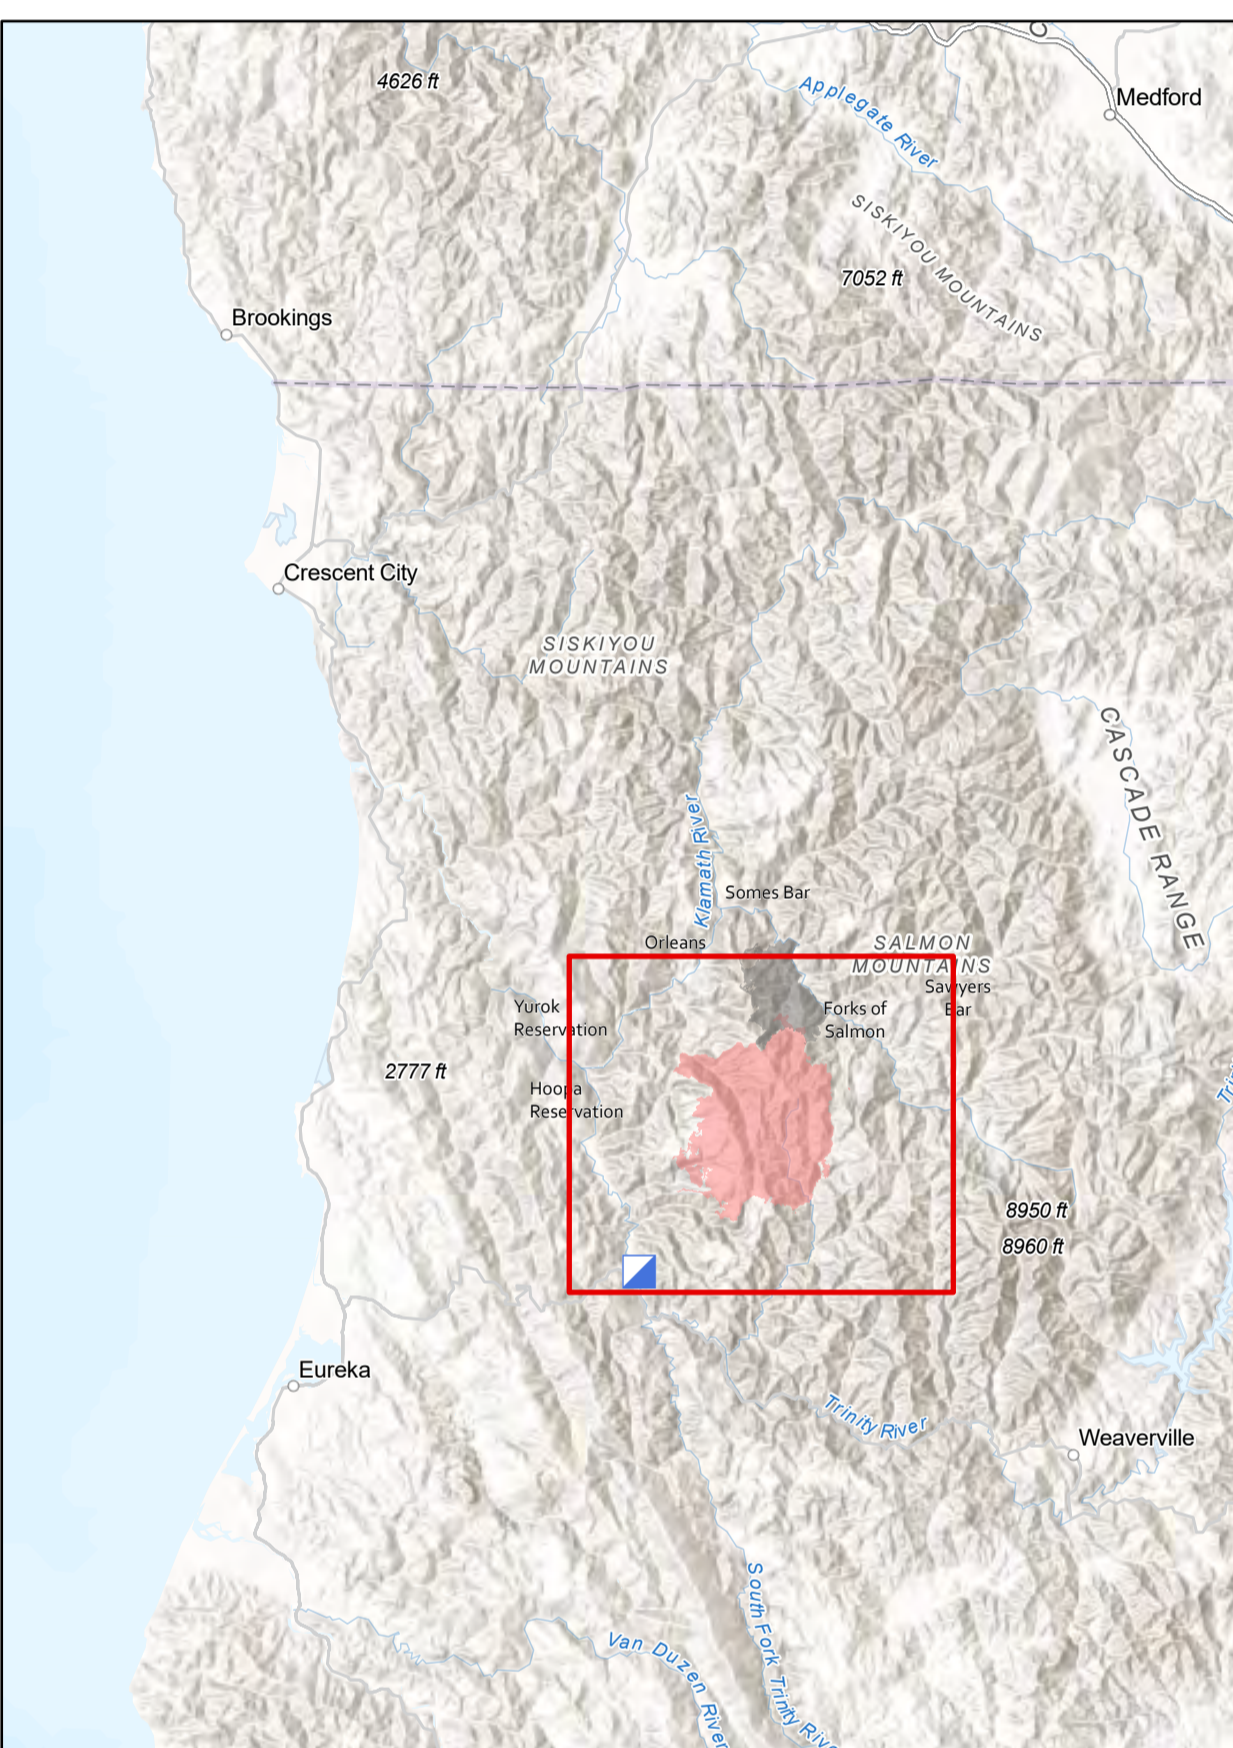 4626 ft
Medford
Applegate River
SISKIYOU MOUNTAINS
7052 ft
Brookings
Crescent City
SISKIYOU
MOUNTAINS
CASCADE RANGE
Klamath River
Somes Bar
Orleans
SALMON
MOUNTAINS
Sawyers
Bar
Yurok
Reservation
Forks of
Salmon
2777 ft
Hoopa
Reservation
8950 ft
8960 ft
Eureka
Trinity River
Weaverville
South Fork Trinity
Van Duzen River